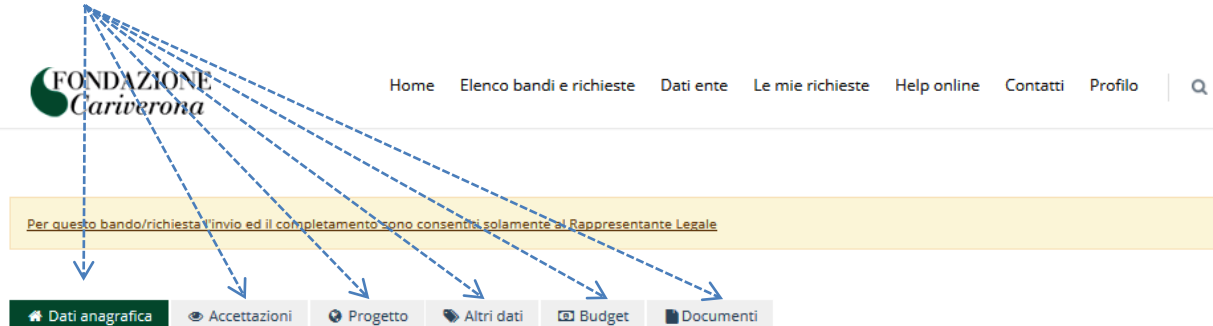 FONDAZIONE
Cariverona
Home Elenco bandi e richieste Dati ente Le mie richieste Help online Contatti Profilo
Per questo bando/richiesta l'invio ed il completamento sono consentiti solamente al Rappresentante Legale
Dati anagrafica Accettazioni Progetto Altri dati Budget Documenti